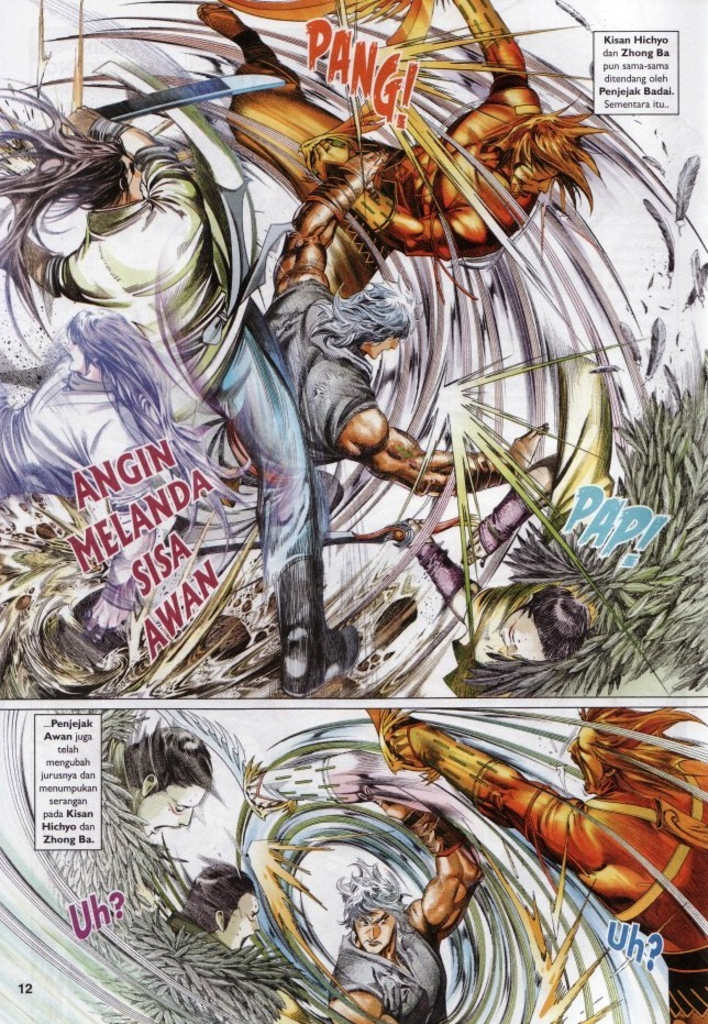 PANG!
Kisan Hichyo
dan Zhong Ba
pun sama-sama
ditendang oleh
Penjejak Badai.
Sementara itu..
ANGIN
MELANDA
SISA
AWAN
PAP!
...Penjejak
Awan juga
telah
mengubah
jurusnya dan
menumpukan
serangan
pada Kisan
Hichyo dan
Zhong Ba.
Uh?
Uh?
12